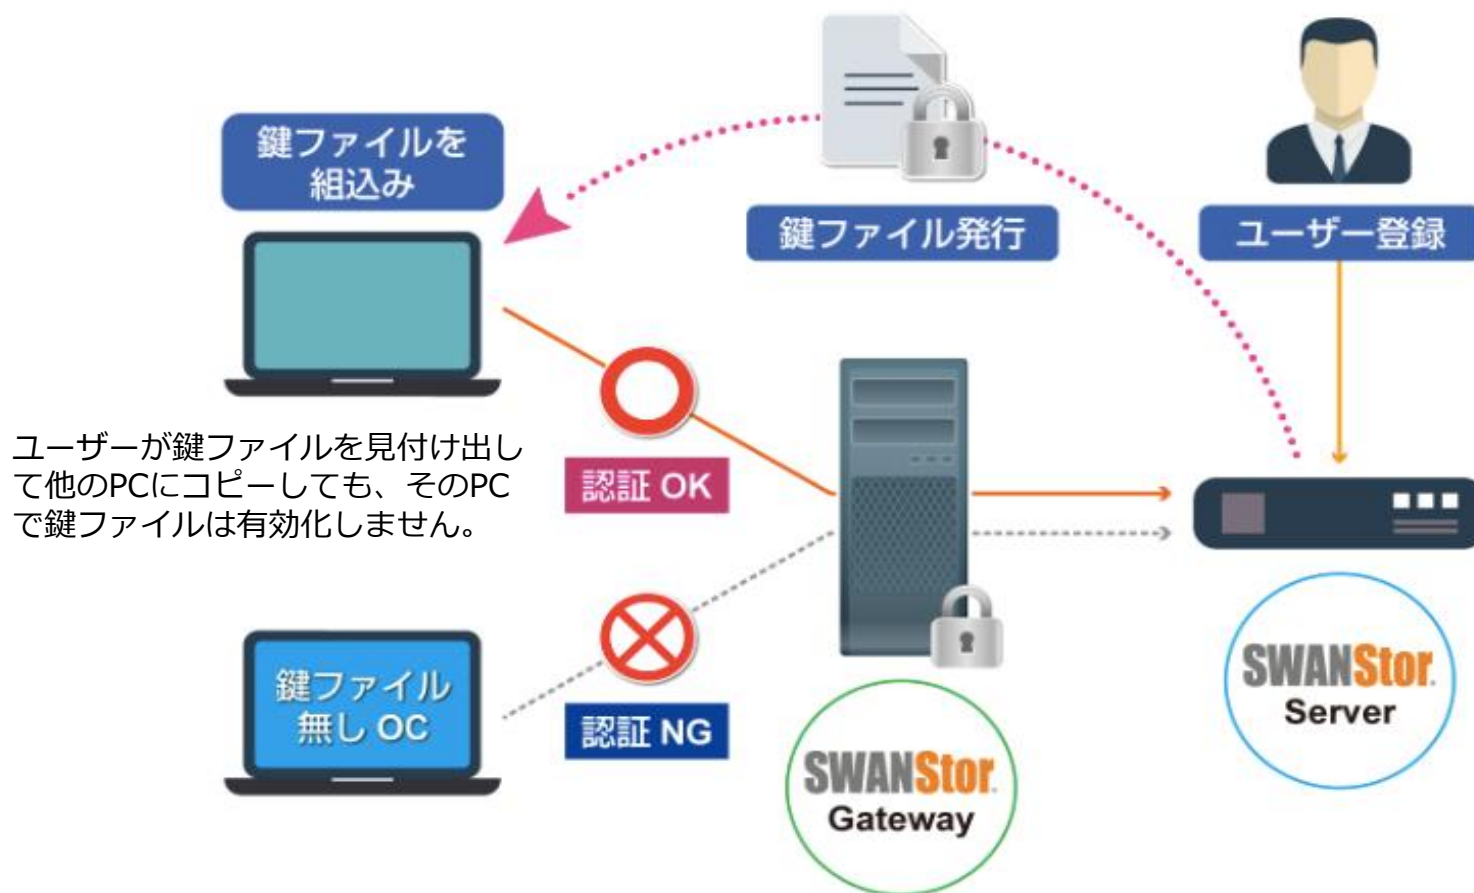 鍵ファイルを
組込み
鍵ファイル発行
ユーザー登録
ユーザーが鍵ファイルを見付け出し
て他のPCにコピーしても、そのPC
で鍵ファイルは有効化しません。
認証 OK
鍵ファイル
無し OC
認証 NG
SWANStor®
Gateway
SWANStor®
Server